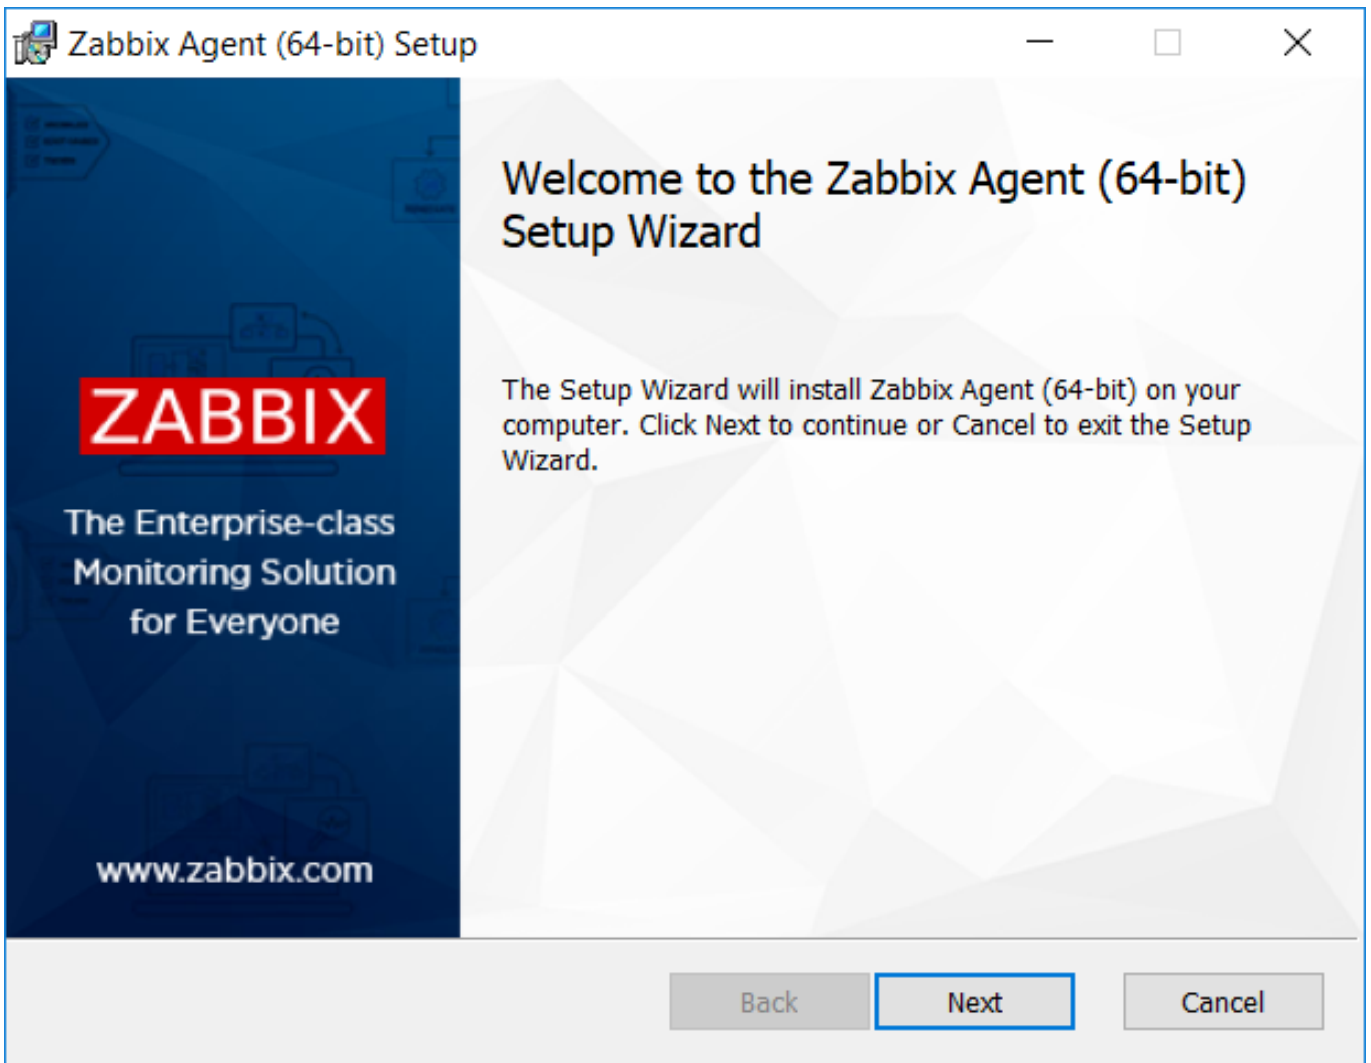 Zabbix Agent (64-bit) Setup
Welcome to the Zabbix Agent (64-bit)
Setup Wizard
The Setup Wizard will install Zabbix Agent (64-bit) on your
computer. Click Next to continue or Cancel to exit the Setup
Wizard.
ZABBIX
The Enterprise-class
Monitoring Solution
for Everyone
www.zabbix.com
Back
Next
Cancel